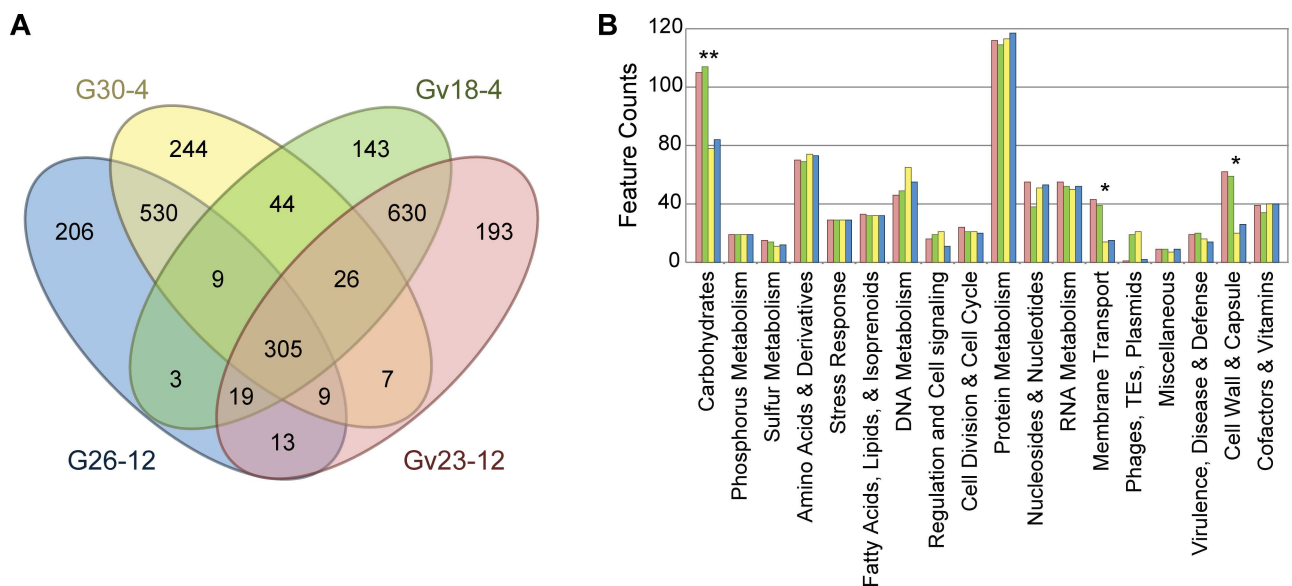 A
G30-4
Gv18-4
244
143
44
530
630
206
193
9
26
305
3
19
9
7
13
G26-12
Gv23-12
B
Feature Counts
120
100
80
40
0
**
*
*
Carbohydrates
Phosphorus Metabolism
Sulfur Metabolism
Amino Acids & Derivatives
Stress Response
Fatty Acids, Lipids, & Isoprenoids
DNA Metabolism
Regulation and Cell signaling
Cell Division & Cell Cycle
Protein Metabolism
Nucleosides & Nucleotides
RNA Metabolism
Membrane Transport
Phages, TEs, Plasmids
Miscellaneous
Virulence, Disease & Defense
Cell Wall & Capsule
Cofactors & Vitamins